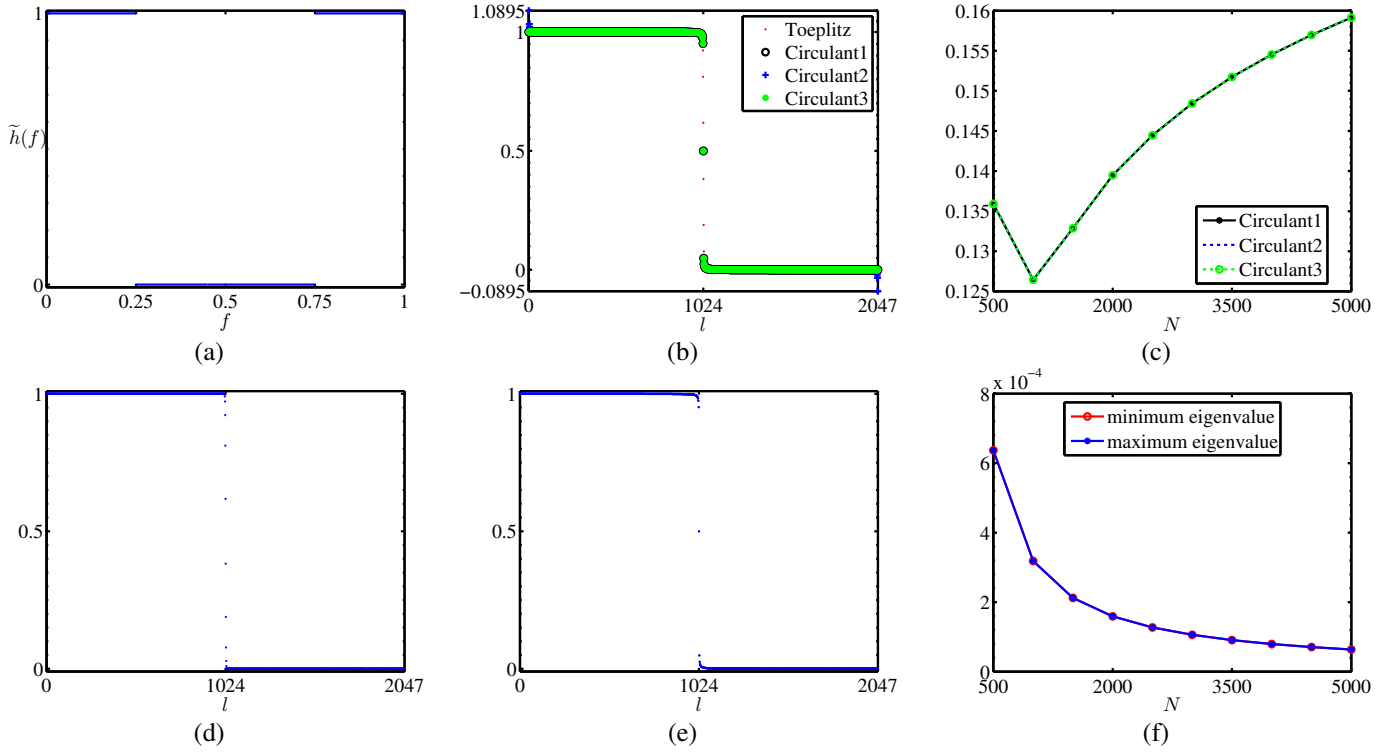 1
h̃(f)
0
0 0.25 0.5 0.75 1
f
(a)
1.0895
1
0.5
0
−0.0895
0 1024 2047
l
Toeplitz
Circulant1
Circulant2
Circulant3
(b)
0.16
0.155
0.15
0.145
0.14
0.135
0.13
0.125
500 2000 3500 5000
N
Circulant1
Circulant2
Circulant3
(c)
1
0.5
0
0 1024 2047
l
(d)
1
0.5
0
0 1024 2047
l
(e)
x 10⁻⁴
8
6
4
2
0
500 2000 3500 5000
N
minimum eigenvalue
maximum eigenvalue
(f)